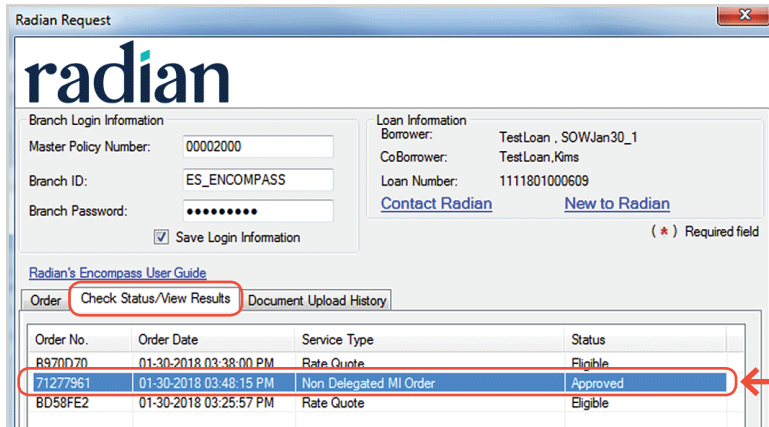 Radian Request
radian
Branch Login Information
Master Policy Number: 00002000
Branch ID: ES_ENCOMPASS
Branch Password: •••••••••
Save Login Information
Loan Information
Borrower: TestLoan , SOWJan30_1
CoBorrower: TestLoan,Kims
Loan Number: 1111801000609
Contact Radian New to Radian
( * ) Required field
Radian's Encompass User Guide
Order Check Status/View Results Document Upload History
Order No. Order Date Service Type Status
B970D70 01-30-2018 03:38:00 PM Rate Quote Eligible
71277961 01-30-2018 03:48:15 PM Non Delegated MI Order Approved
BD58FE2 01-30-2018 03:25:57 PM Rate Quote Eligible